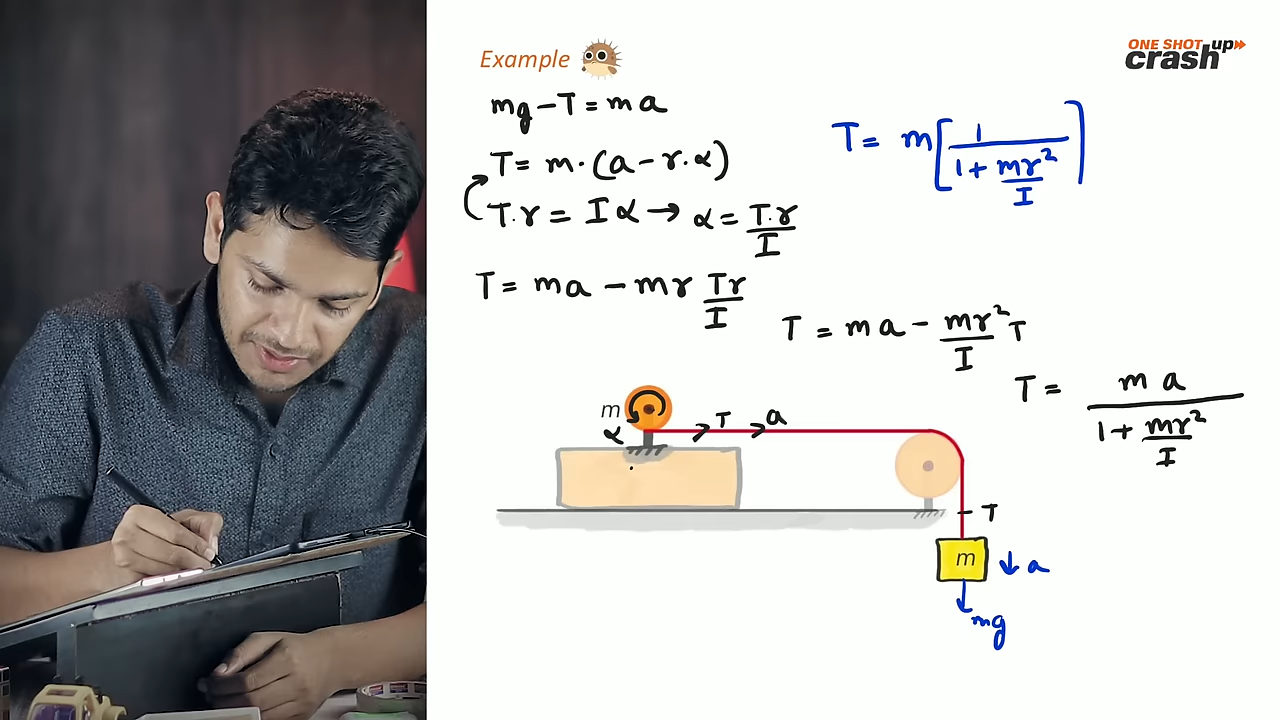 Example
ONE SHOT
crash up
mg - T = ma
T = m·(a - r·α)
T·r = Iα → α = T·r/I
T = ma - mr Tr/I
T = m[1/(1 + mr²/I)]
T = ma - mr²/I T
T = ma/(1 + mr²/I)
m
α
T
a
T
m
a
mg